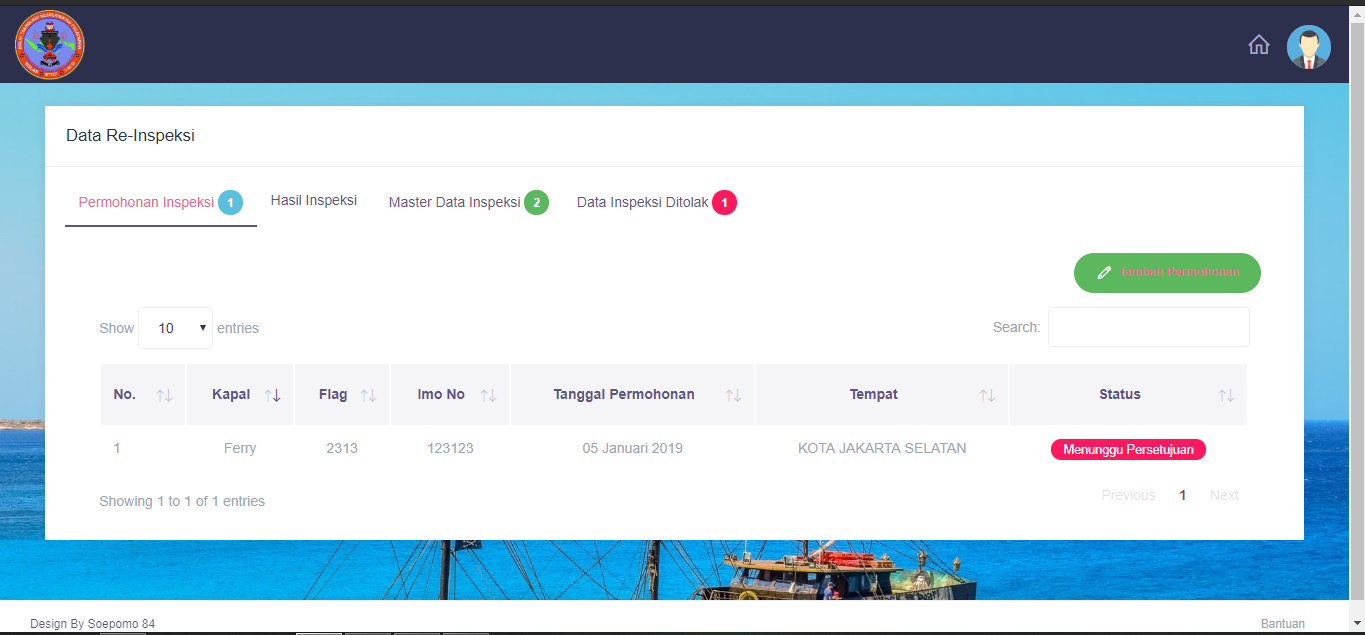 Data Re-Inspeksi
Permohonan Inspeksi 1 Hasil Inspeksi Master Data Inspeksi 2 Data Inspeksi Ditolak 1
Tambah Permohonan
Show 10 entries Search:
No. Kapal Flag Imo No Tanggal Permohonan Tempat Status
1 Ferry 2313 123123 05 Januari 2019 KOTA JAKARTA SELATAN Menunggu Persetujuan
Showing 1 to 1 of 1 entries Previous 1 Next
Design By Soepomo 84 Bantuan